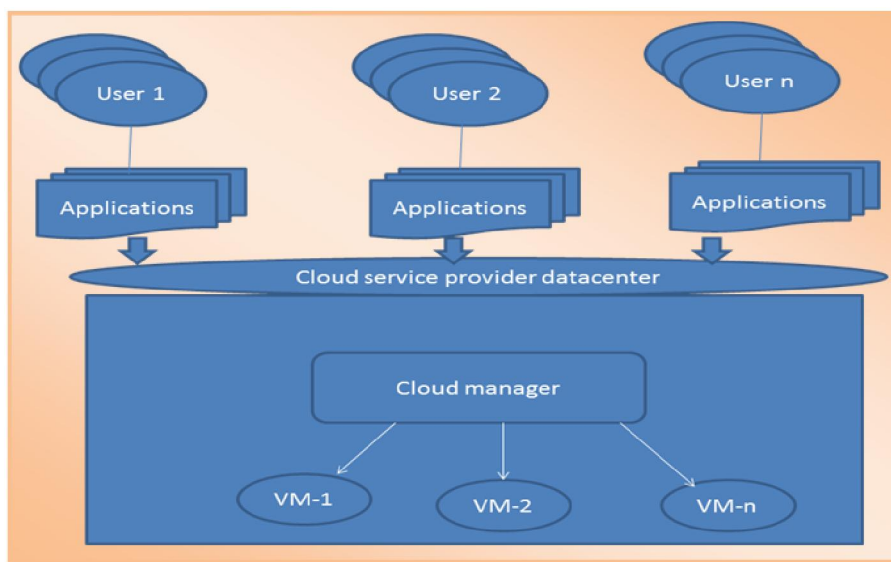 User 1
User 2
User n
Applications
Applications
Applications
Cloud service provider datacenter
Cloud manager
VM-1
VM-2
VM-n